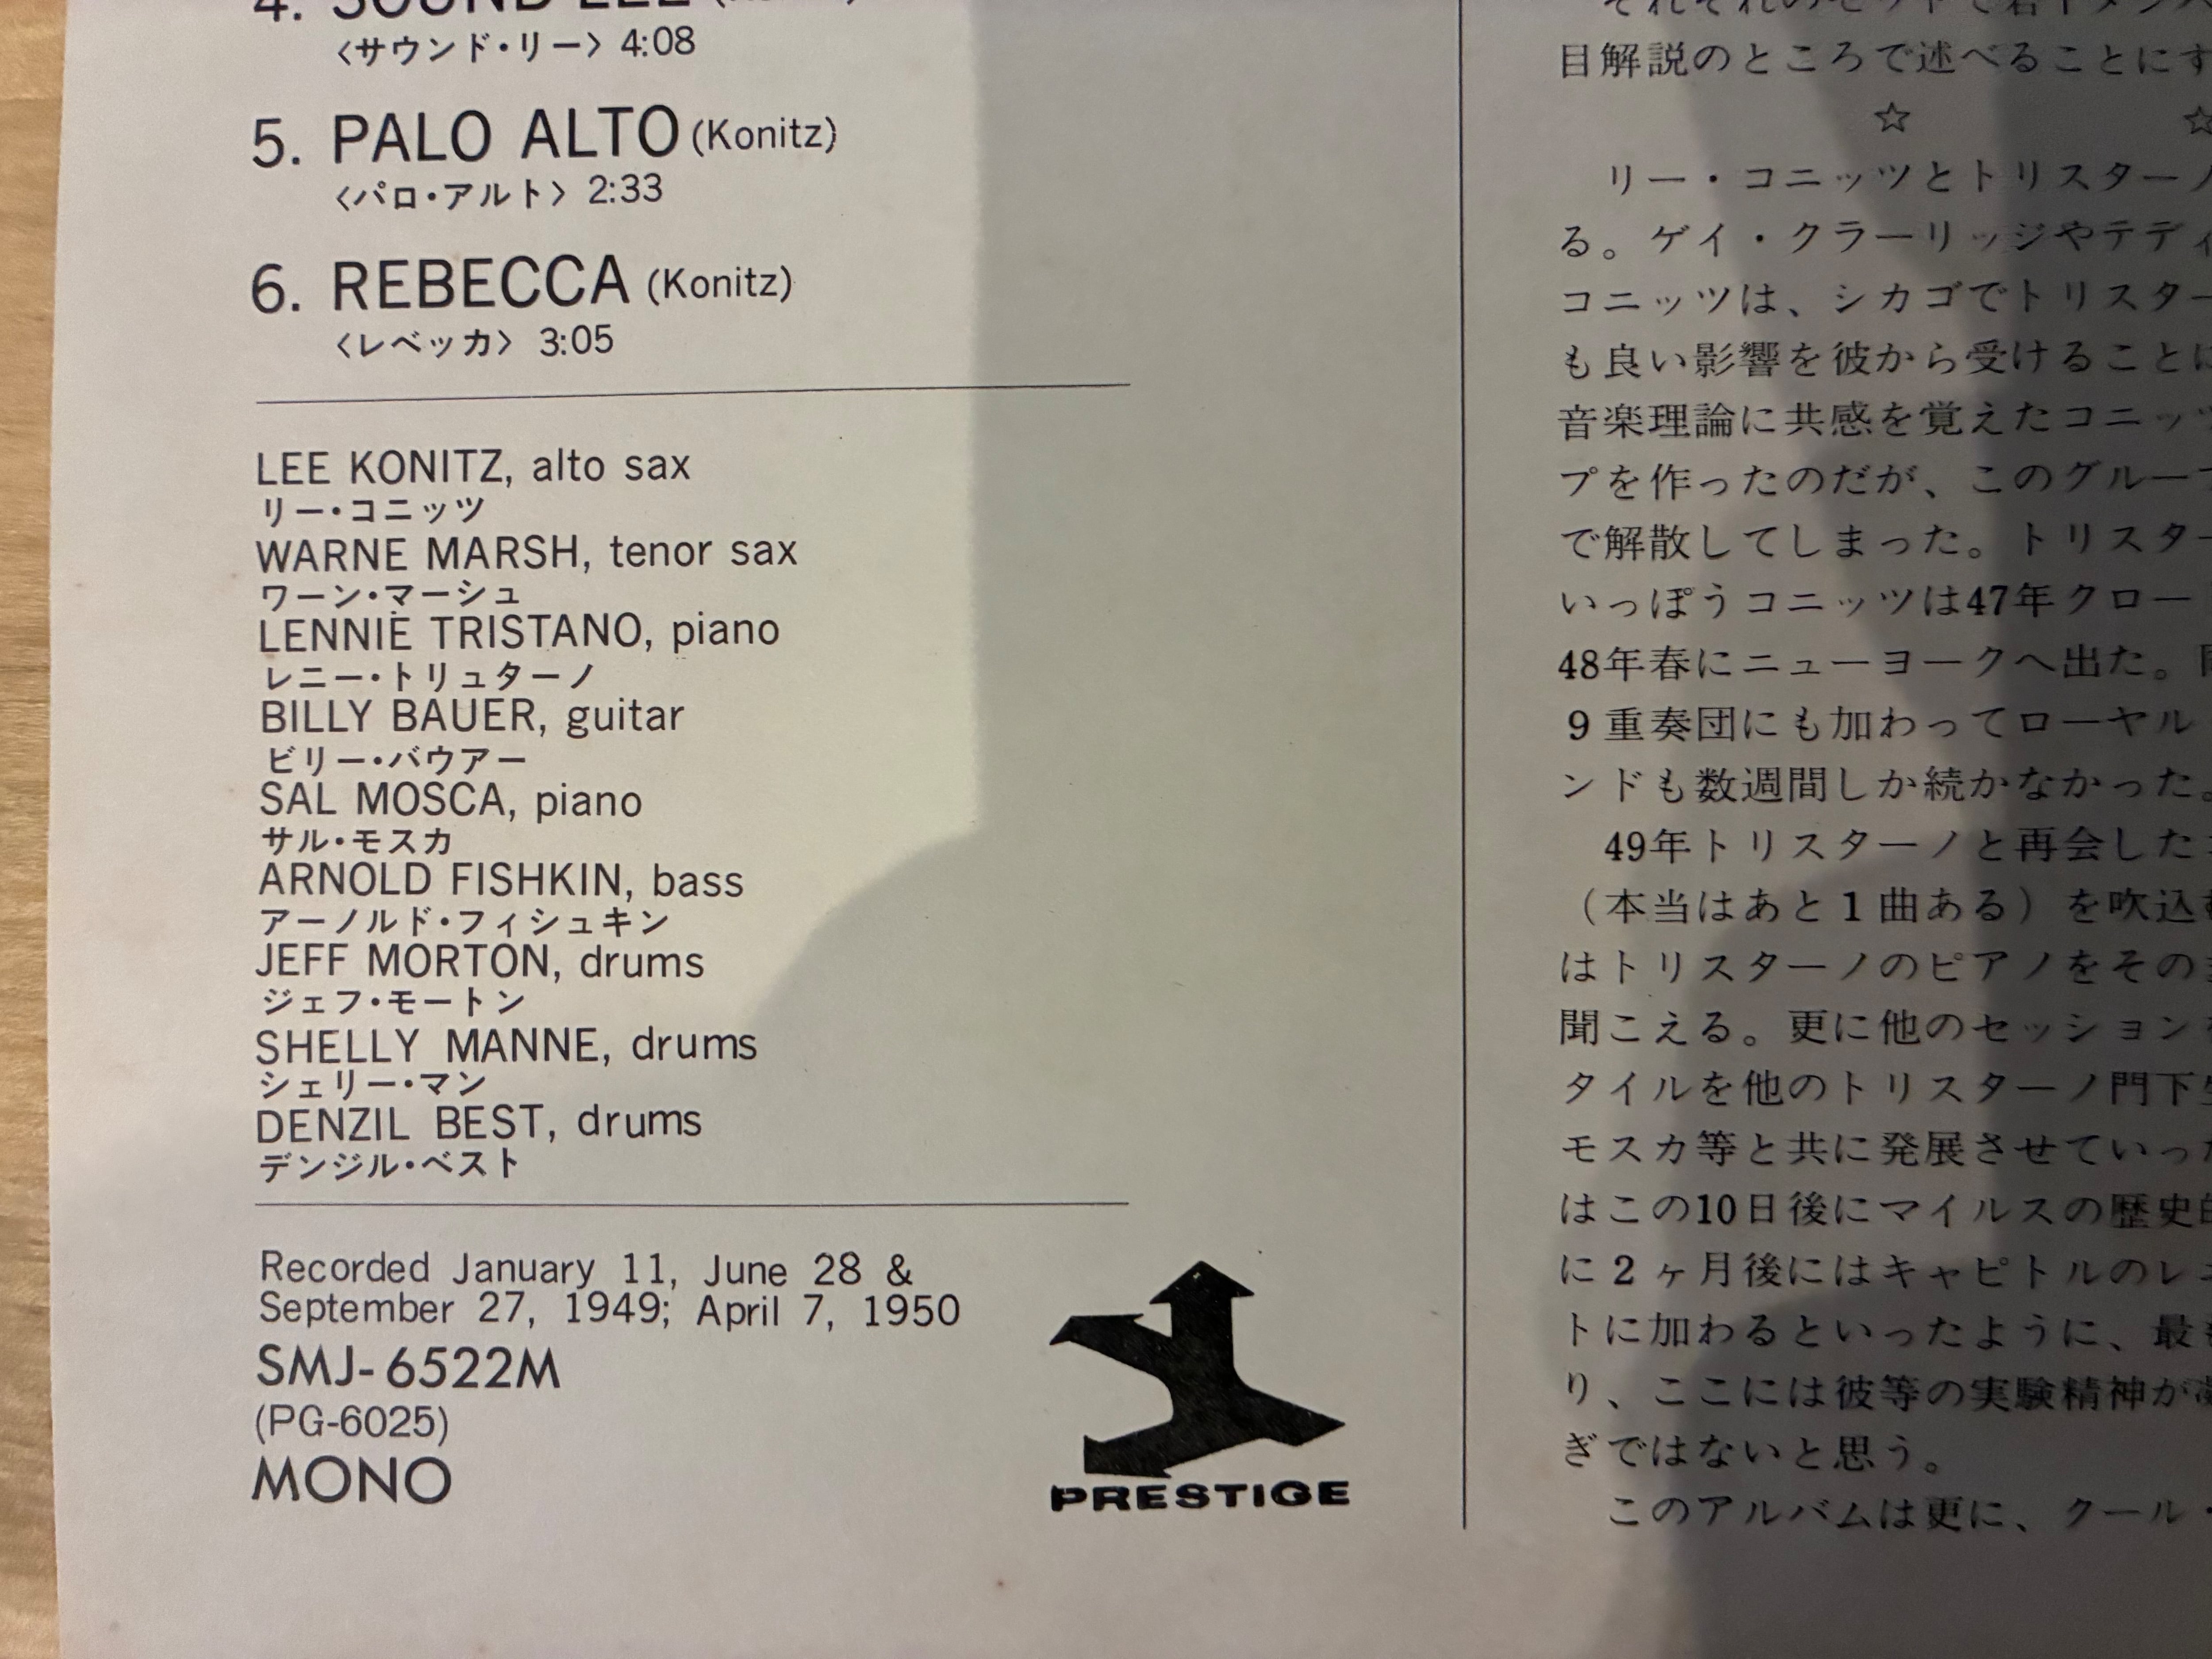 4. SOUND LEE
〈サウンド・リー〉 4:08
5. PALO ALTO (Konitz)
〈パロ・アルト〉 2:33
6. REBECCA (Konitz)
〈レベッカ〉 3:05
LEE KONITZ, alto sax
リー・コニッツ
WARNE MARSH, tenor sax
ワーン・マーシュ
LENNIE TRISTANO, piano
レニー・トリュターノ
BILLY BAUER, guitar
ビリー・バウアー
SAL MOSCA, piano
サル・モスカ
ARNOLD FISHKIN, bass
アーノルド・フィシュキン
JEFF MORTON, drums
ジェフ・モートン
SHELLY MANNE, drums
シェリー・マン
DENZIL BEST, drums
デンジル・ベスト
Recorded January 11, June 28 &
September 27, 1949; April 7, 1950
SMJ-6522M
(PG-6025)
MONO
PRESTIGE
目解説のところで述べることにす
☆ ☆
リー・コニッツとトリスターノ
る。ゲイ・クラーリッジやテディ
コニッツは、シカゴでトリスター
も良い影響を彼から受けることに
音楽理論に共感を覚えたコニッツ
プを作ったのだが、このグループ
で解散してしまった。トリスター
いっぽうコニッツは47年クロー
48年春にニューヨークへ出た。
9重奏団にも加わってローヤル
ンドも数週間しか続かなかった。
49年トリスターノと再会した
（本当はあと1曲ある）を吹込
はトリスターノのピアノをその
聞こえる。更に他のセッション
タイルを他のトリスターノ門下
モスカ等と共に発展させていった
はこの10日後にマイルスの歴史的
に2ヶ月後にはキャピトルのレ
トに加わるといったように、最
り、ここには彼等の実験精神が
ぎではないと思う。
このアルバムは更に、クール・